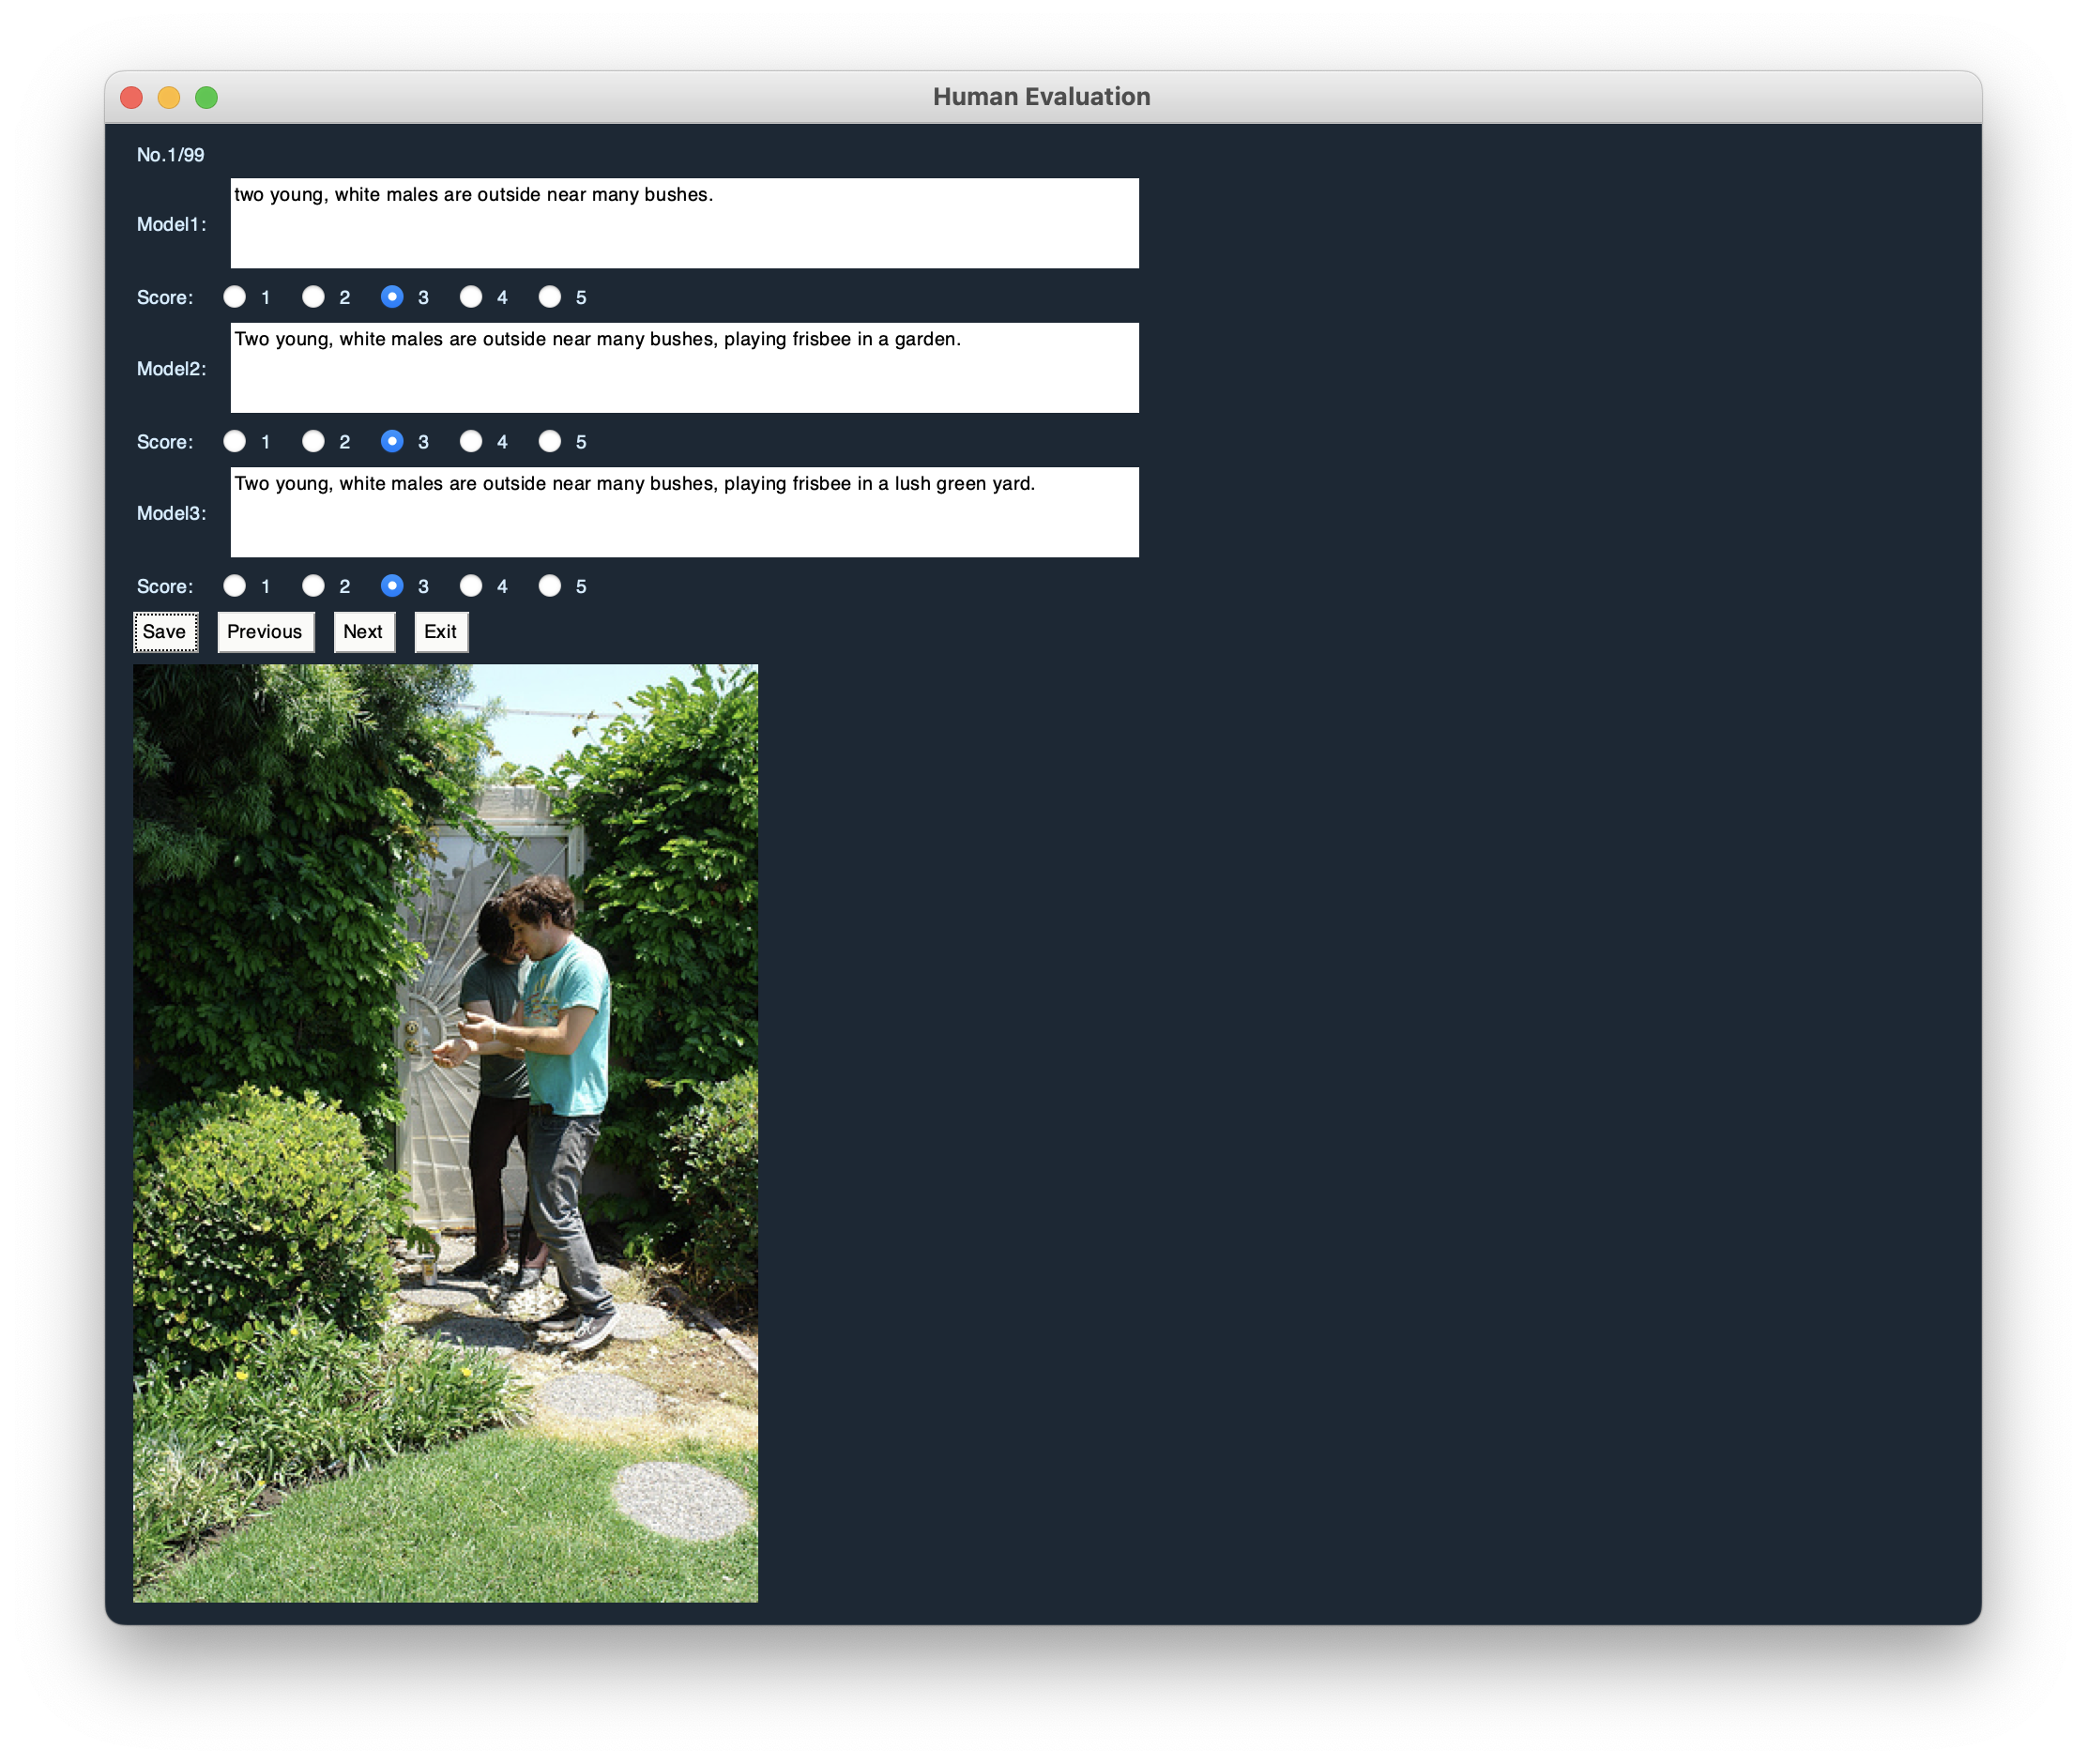 Human Evaluation
No.1/99
Model1:
two young, white males are outside near many bushes.
Score: 1 2 3 4 5
Model2:
Two young, white males are outside near many bushes, playing frisbee in a garden.
Score: 1 2 3 4 5
Model3:
Two young, white males are outside near many bushes, playing frisbee in a lush green yard.
Score: 1 2 3 4 5
Save Previous Next Exit